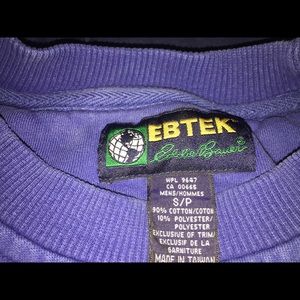 EBTEK
Eddie Bauer
WPL 9647
CA 00665
MENS/HOMMES
S/P
90% COTTON/COTON
10% POLYESTER/
POLYESTER
EXCLUSIVE OF TRIM/
EXCLUSIF DE LA
GARNITURE
MADE IN TAIWAN